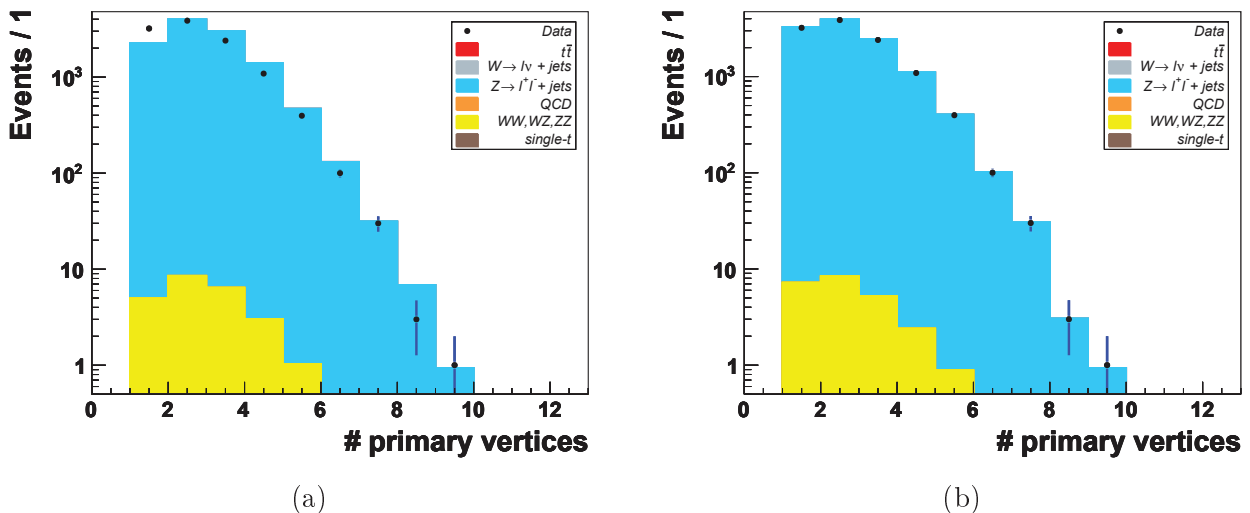 Events / 1
10³
10²
10
1
Data
tt̅
W→ lν + jets
Z→ l⁺l⁻ + jets
QCD
WW,WZ,ZZ
single-t
0 2 4 6 8 10 12
# primary vertices
(a)
Events / 1
10³
10²
10
1
Data
tt̅
W→ lν + jets
Z→ l⁺l⁻ + jets
QCD
WW,WZ,ZZ
single-t
0 2 4 6 8 10 12
# primary vertices
(b)